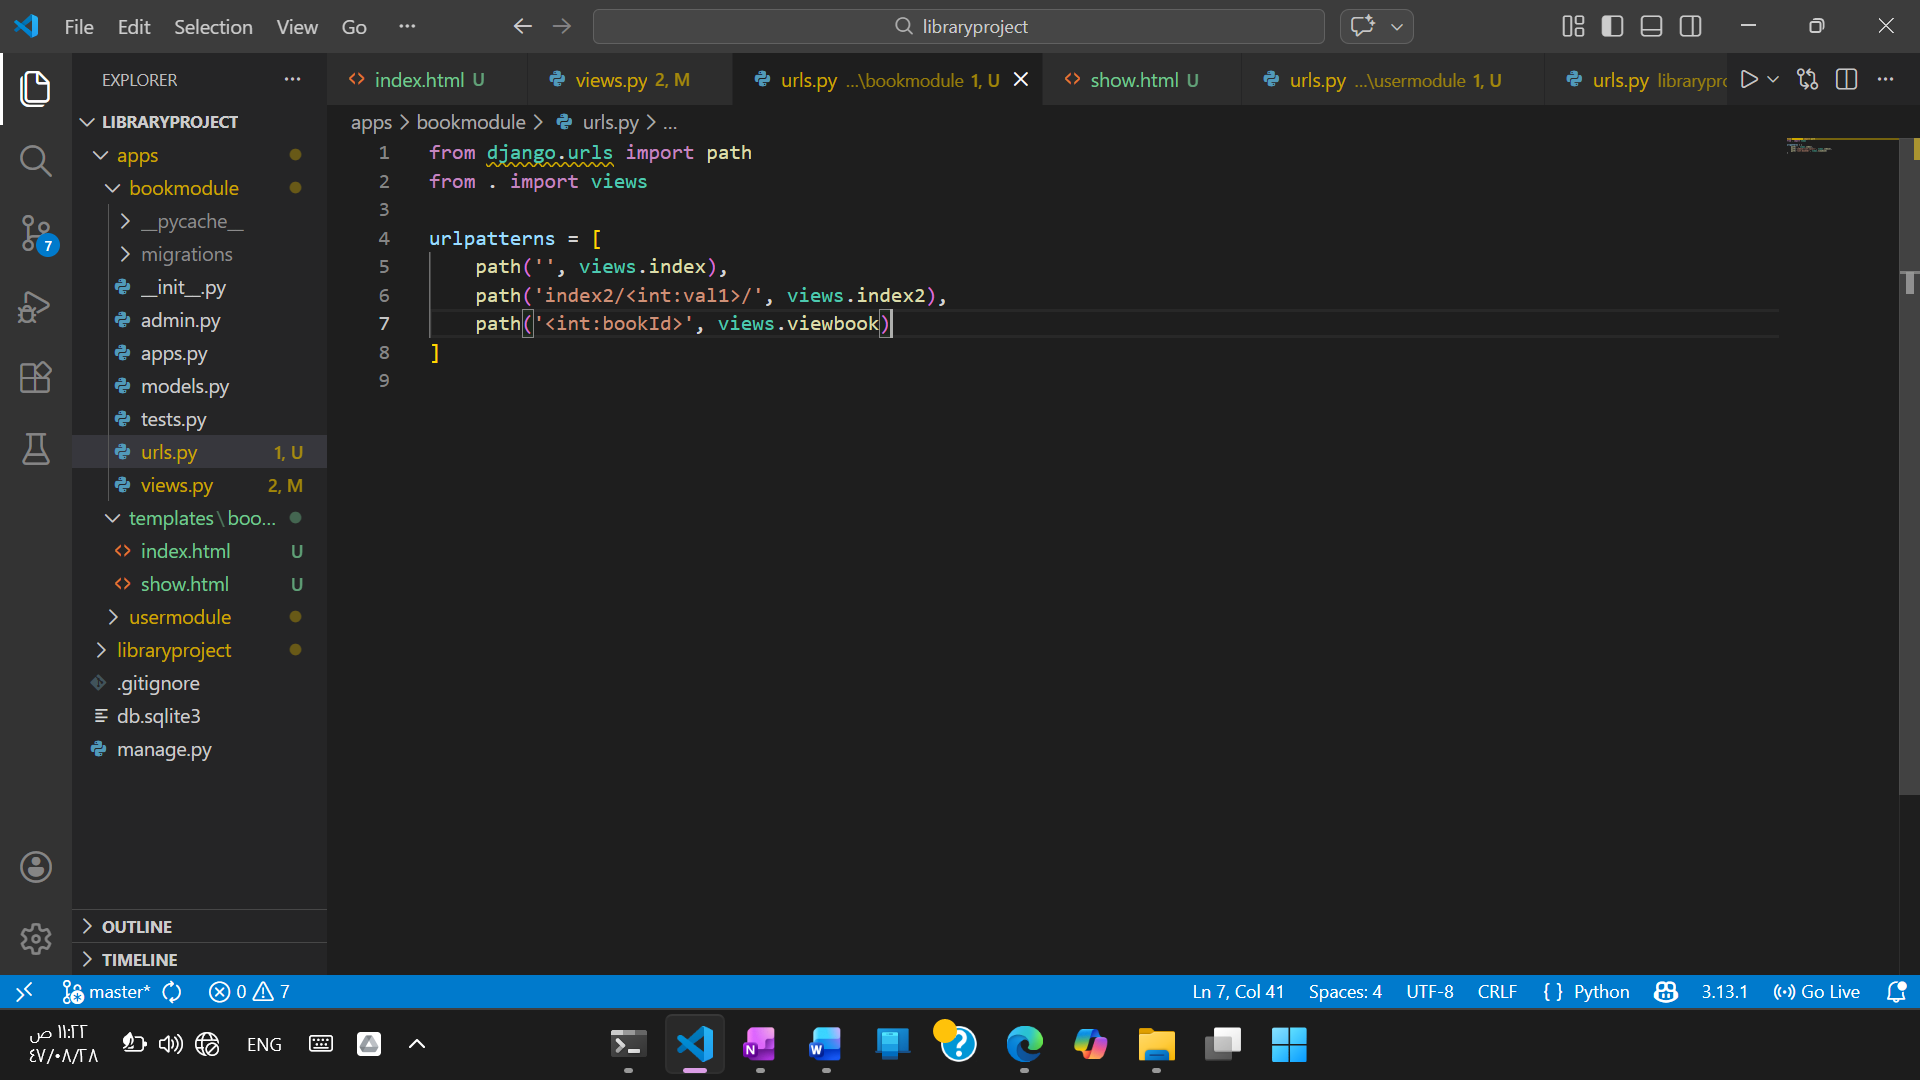 File Edit Selection View Go ··· libraryproject
EXPLORER ···
index.html U views.py 2, M urls.py ...\bookmodule 1, U show.html U urls.py ...\usermodule 1, U urls.py librarypro
LIBRARYPROJECT
apps
bookmodule
__pycache__
migrations
__init__.py
admin.py
apps.py
models.py
tests.py
urls.py 1, U
views.py 2, M
templates\boo...
index.html U
show.html U
usermodule
libraryproject
.gitignore
db.sqlite3
manage.py
OUTLINE
TIMELINE
apps > bookmodule > urls.py > ...
1 from django.urls import path
2 from . import views
3
4 urlpatterns = [
5     path('', views.index),
6     path('index2/<int:val1>/', views.index2),
7     path('<int:bookId>', views.viewbook)
8 ]
9
7
master* 0 7 Ln 7, Col 41 Spaces: 4 UTF-8 CRLF { } Python 3.13.1 Go Live
١١:٢٢ ص
٤٧/٠٨/٢٨
ENG